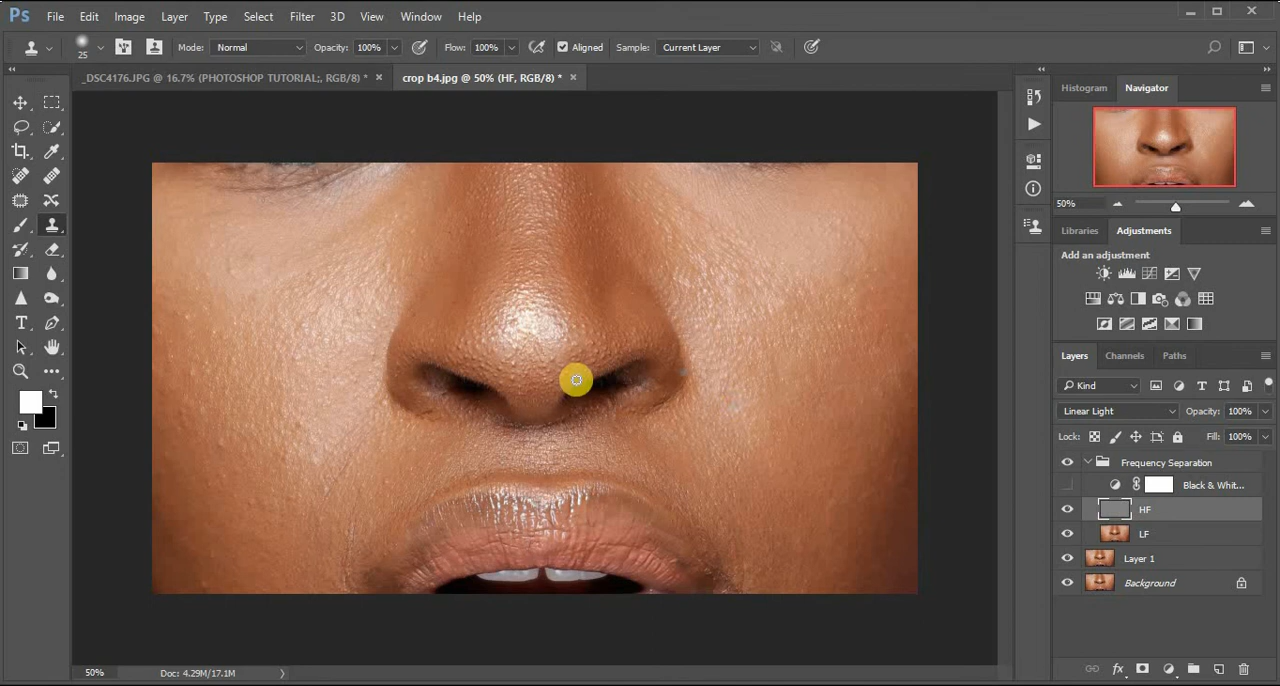 Ps File Edit Image Layer Type Select Filter 3D View Window Help
25 Mode: Normal Opacity: 100% Flow: 100% Aligned Sample: Current Layer
_DSC4176.JPG @ 16.7% (PHOTOSHOP TUTORIAL;, RGB/8) * × crop b4.jpg @ 50% (HF, RGB/8) * ×
Histogram Navigator
50%
Libraries Adjustments
Add an adjustment
Layers Channels Paths
Kind
Linear Light Opacity: 100%
Lock: Fill: 100%
Frequency Separation
Black & Whit...
HF
LF
Layer 1
Background
50% Doc: 4.29M/17.1M
fx